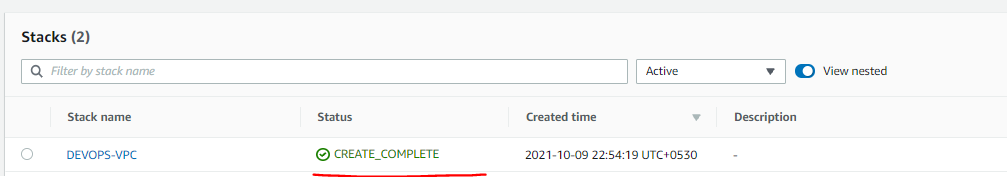 Stacks (2)
Filter by stack name
Active
View nested
Stack name Status Created time Description
DEVOPS-VPC CREATE_COMPLETE 2021-10-09 22:54:19 UTC+0530 -